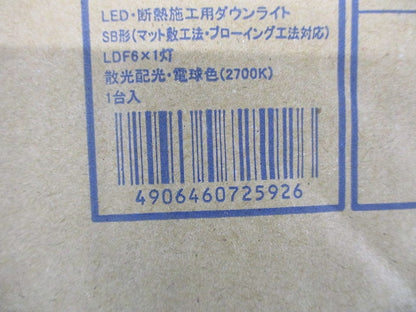 LED・断熱施工用ダウンライト
SB形(マット敷工法・ブローイング工法対応)
LDF6×1灯
散光配光・電球色(2700K)
1台入
4906460725926